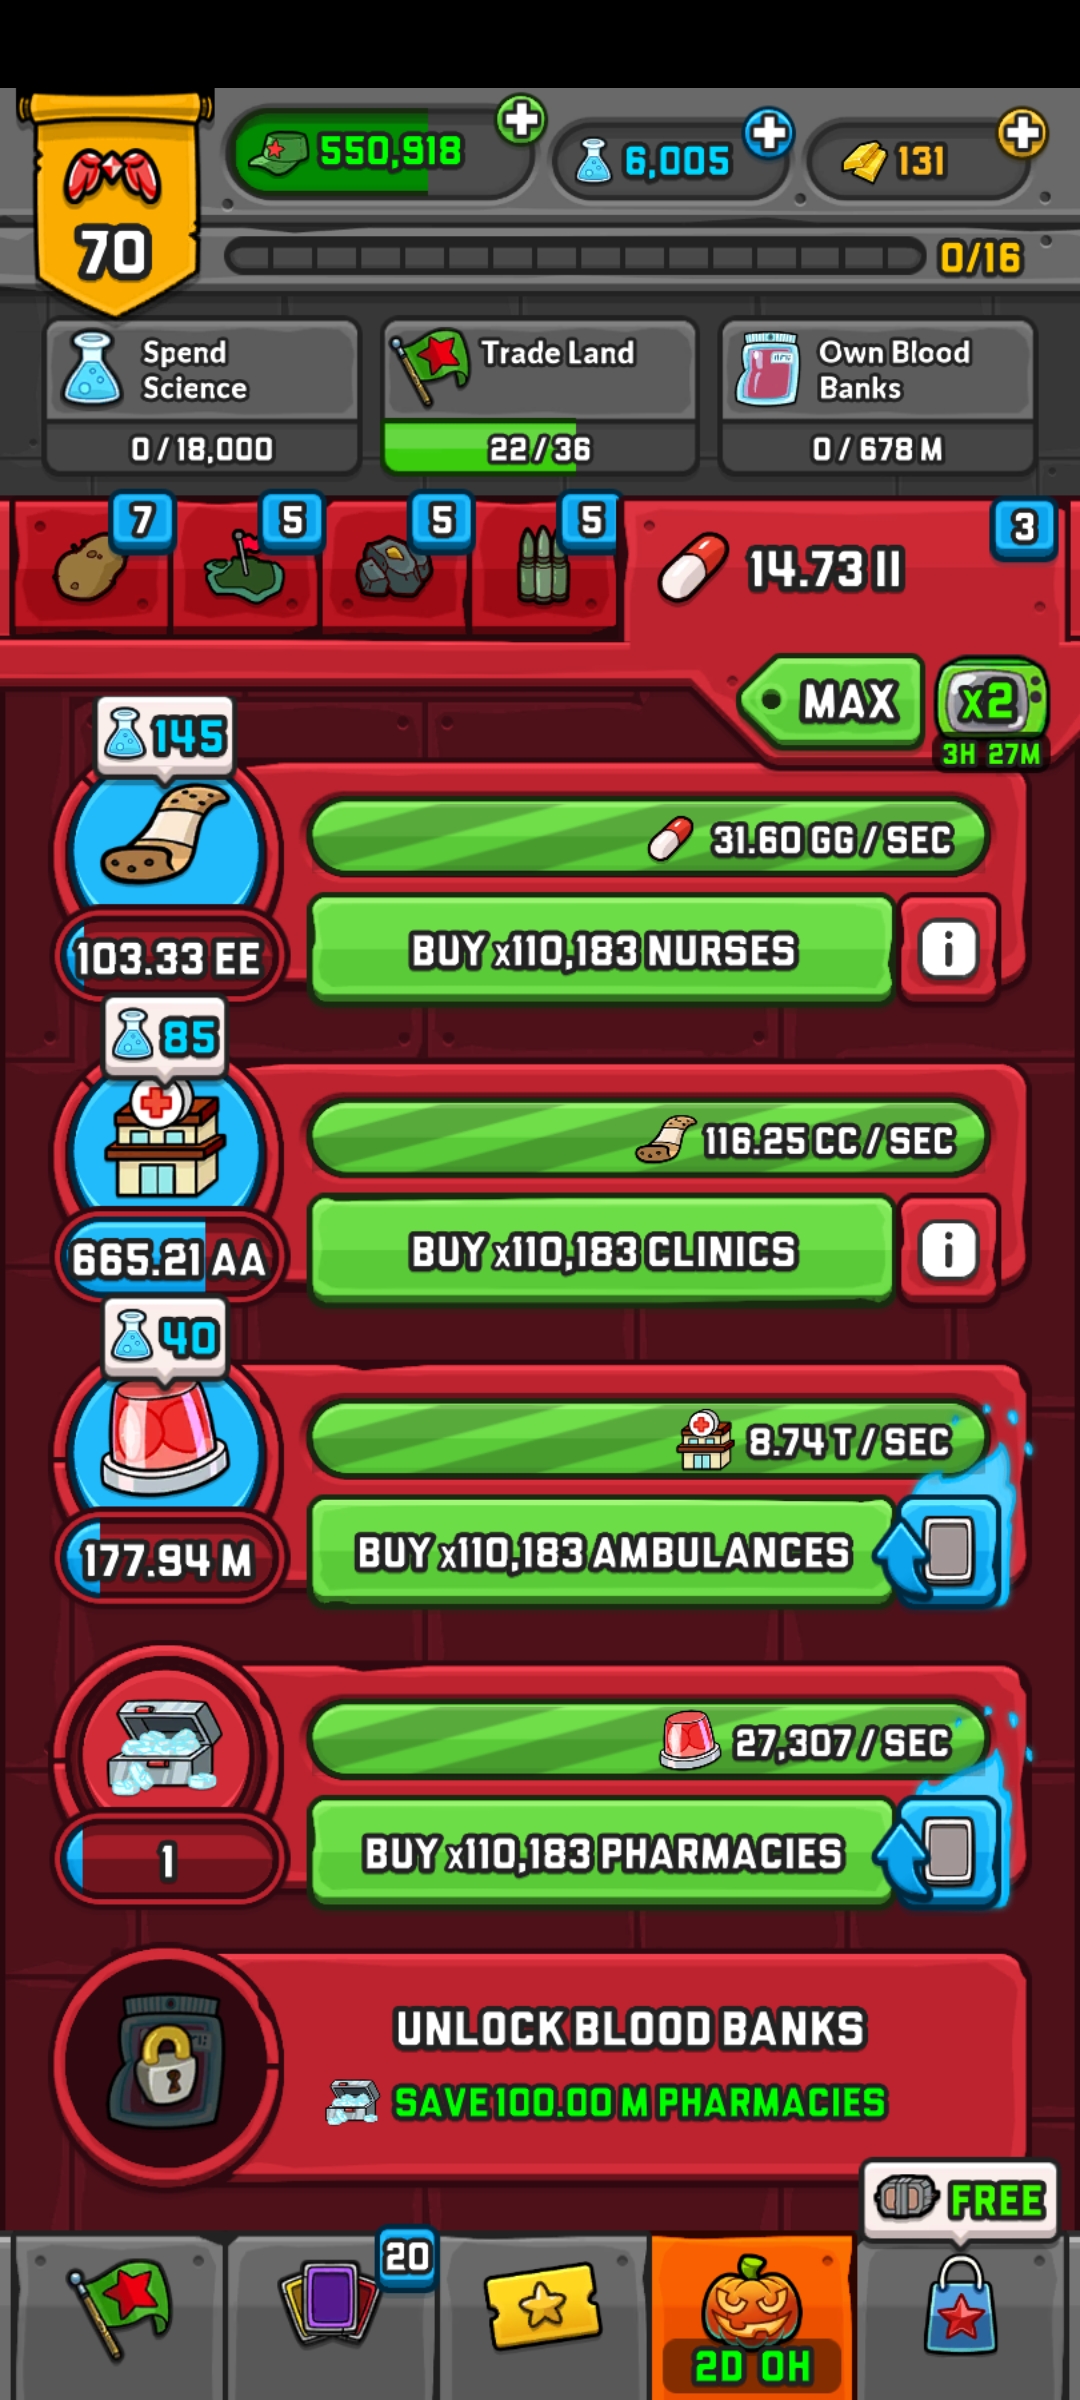 550,918
6,005
131
70
0/16
Spend
Science
0/18,000
Trade Land
22/36
Own Blood
Banks
0/678 M
7
5
5
5
14.73 II
3
MAX
x2
3H 27M
145
31.60 GG/SEC
103.33 EE
BUY x110,183 NURSES
i
85
116.25 CC/SEC
665.21 AA
BUY x110,183 CLINICS
i
40
8.74 T/SEC
177.94 M
BUY x110,183 AMBULANCES
27,307/SEC
1
BUY x110,183 PHARMACIES
UNLOCK BLOOD BANKS
SAVE 100.00 M PHARMACIES
FREE
20
2D 0H